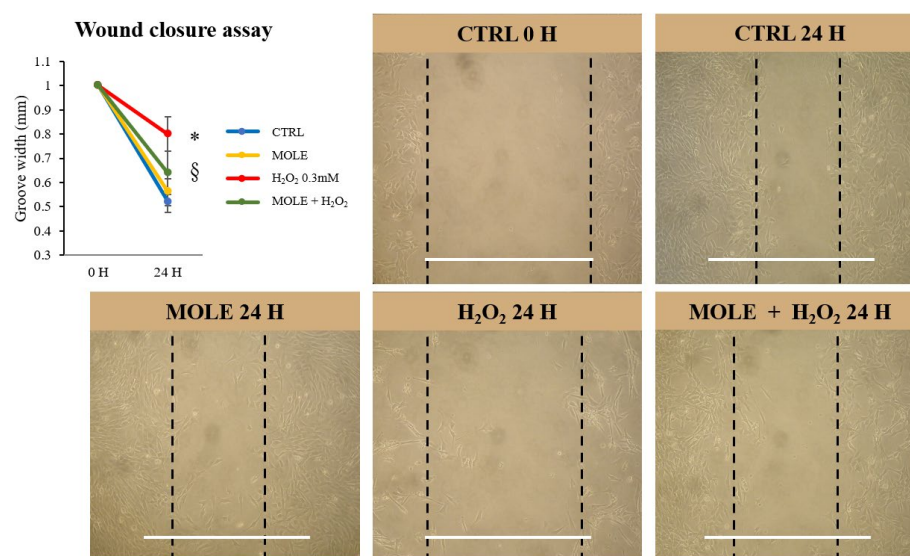 Wound closure assay
Groove width (mm)
1.1
1
0.9
0.8
0.7
0.6
0.5
0.4
0.3
0 H
24 H
*
§
CTRL
MOLE
H₂O₂ 0.3mM
MOLE + H₂O₂
CTRL 0 H
CTRL 24 H
MOLE 24 H
H₂O₂ 24 H
MOLE + H₂O₂ 24 H